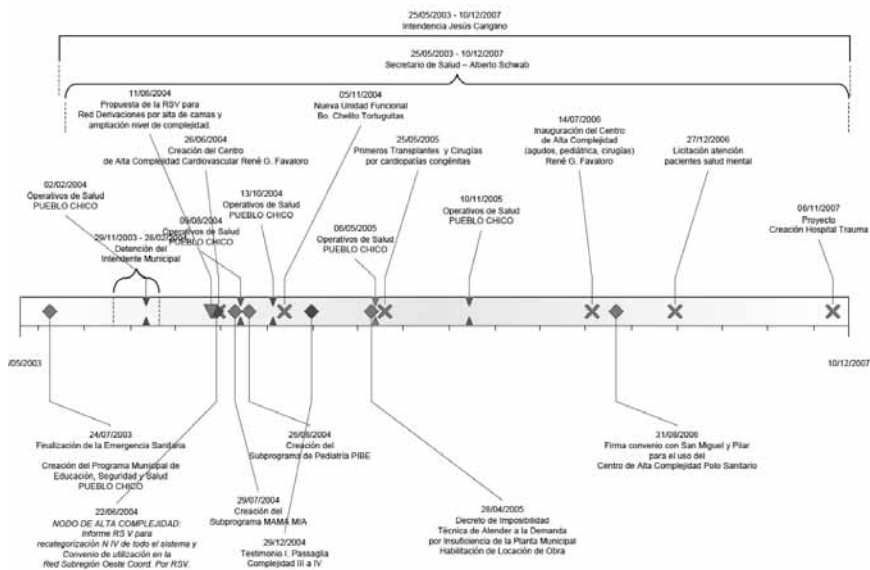 25/05/2003 - 10/12/2007
Intendencia Jesús Cariglino
25/05/2003 - 10/12/2007
Secretario de Salud – Alberto Schwab
11/06/2004
Propuesta de la RSV para
Red Derivaciones por alta de camas y
ampliación nivel de complejidad.
05/11/2004
Nueva Unidad Funcional
Bo. Chelito Tortuguitas
26/06/2004
Creación del Centro
de Alta Complejidad Cardiovascular René G. Favaloro
25/05/2005
Primeros Transplantes y Cirugías
por cardiopatías congénitas
14/07/2006
Inauguración del Centro
de Alta Complejidad
(agudos, pediátrica, cirugías)
René G. Favaloro
27/12/2006
Licitación atención
pacientes salud mental
02/02/2004
Operativos de Salud
PUEBLO CHICO
13/10/2004
Operativos de Salud
PUEBLO CHICO
10/11/2005
Operativos de Salud
PUEBLO CHICO
06/11/2007
Proyecto
Creación Hospital Trauma
09/08/2004
Operativos de Salud
PUEBLO CHICO
06/05/2005
Operativos de Salud
PUEBLO CHICO
29/11/2003 - 28/02/2004
Detención del
Intendente Municipal
/05/2003
10/12/2007
24/07/2003
Finalización de la Emergencia Sanitaria
Creación del Programa Municipal de
Educación, Seguridad y Salud
PUEBLO CHICO
26/08/2004
Creación del
Subprograma de Pediatría PIBE
31/08/2006
Firma convenio con San Miguel y Pilar
para el uso del
Centro de Alta Complejidad Polo Sanitario
22/06/2004
NODO DE ALTA COMPLEJIDAD:
Informe RS V para
recategorización N IV de todo el sistema y
Convenio de utilización en la
Red Subregión Oeste Coord. Por RSV.
29/07/2004
Creación del
Subprograma MAMA MIA
28/04/2005
Decreto de Imposibilidad
Técnica de Atender a la Demanda
por Insuficiencia de la Planta Municipal
Habilitación de Locación de Obra
29/12/2004
Testimonio I. Passaglia
Complejidad III a IV